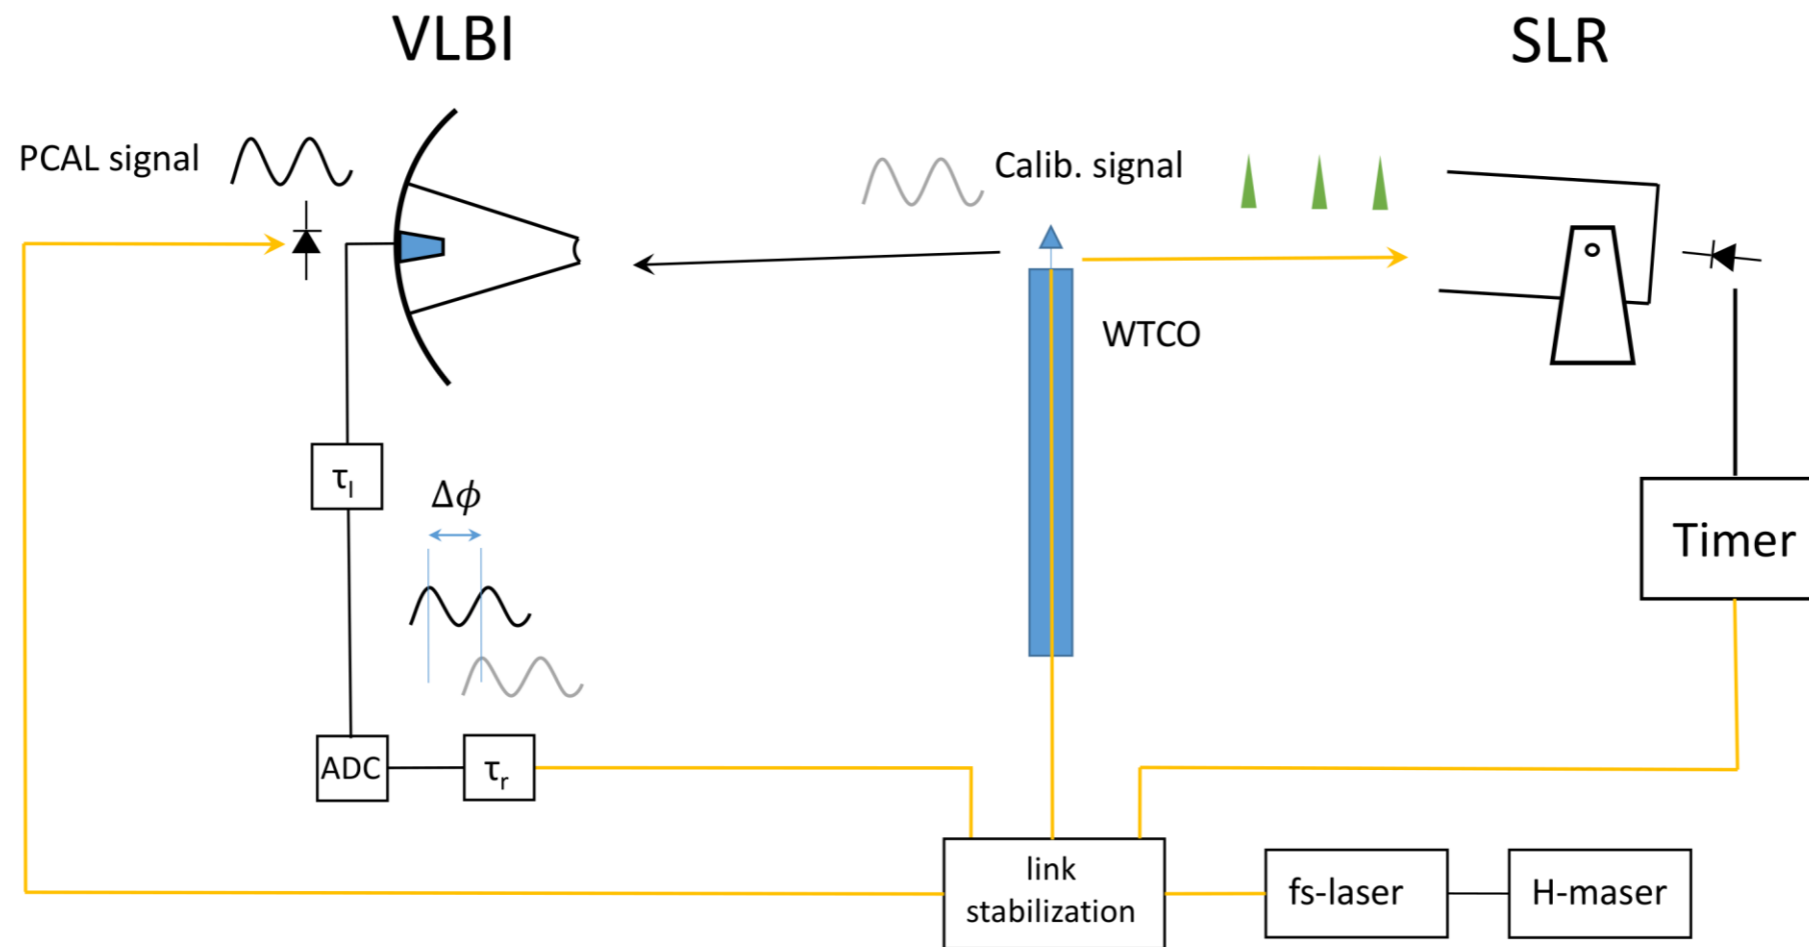 VLBI
SLR
PCAL signal
Calib. signal
WTCO
τl
Δϕ
Timer
ADC
τr
link
stabilization
fs-laser
H-maser